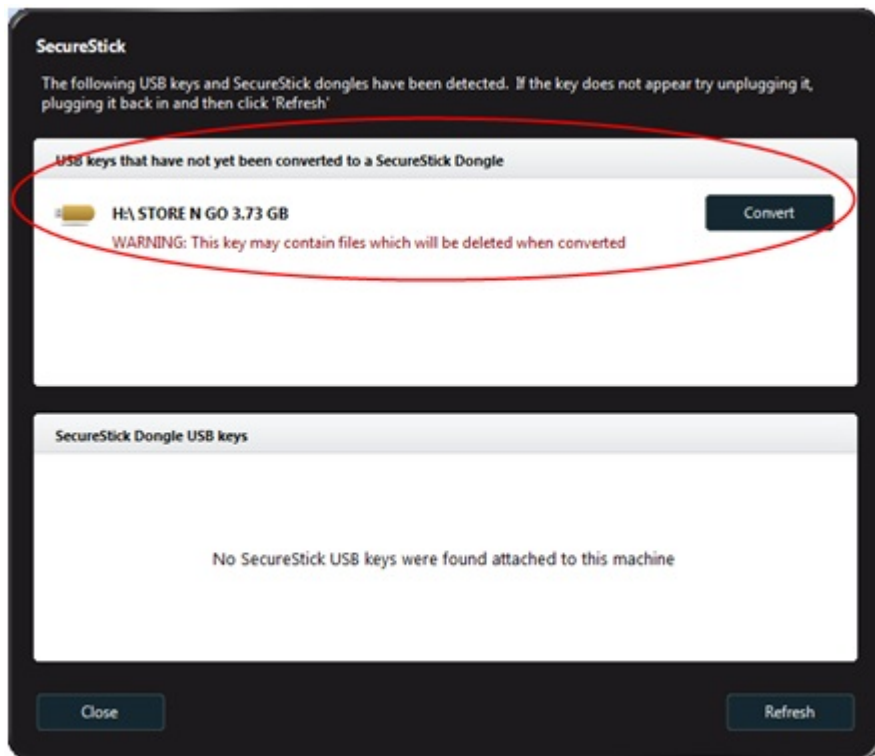 SecureStick
The following USB keys and SecureStick dongles have been detected. If the key does not appear try unplugging it,
plugging it back in and then click 'Refresh'
USB keys that have not yet been converted to a SecureStick Dongle
H:\ STORE N GO 3.73 GB
Convert
WARNING: This key may contain files which will be deleted when converted
SecureStick Dongle USB keys
No SecureStick USB keys were found attached to this machine
Close
Refresh